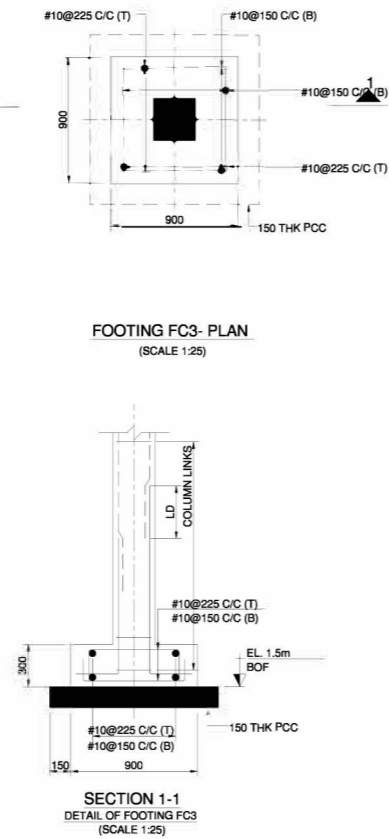 #10@225 C/C (T)
#10@150 C/C (B)
1
#10@150 C/C (B)
900
#10@225 C/C (T)
900
150 THK PCC
FOOTING FC3- PLAN
(SCALE 1:25)
COLUMN LINKS
LD
#10@225 C/C (T)
#10@150 C/C (B)
300
EL. 1.5m
BOF
#10@225 C/C (T)
#10@150 C/C (B)
150 THK PCC
150
900
SECTION 1-1
DETAIL OF FOOTING FC3
(SCALE 1:25)